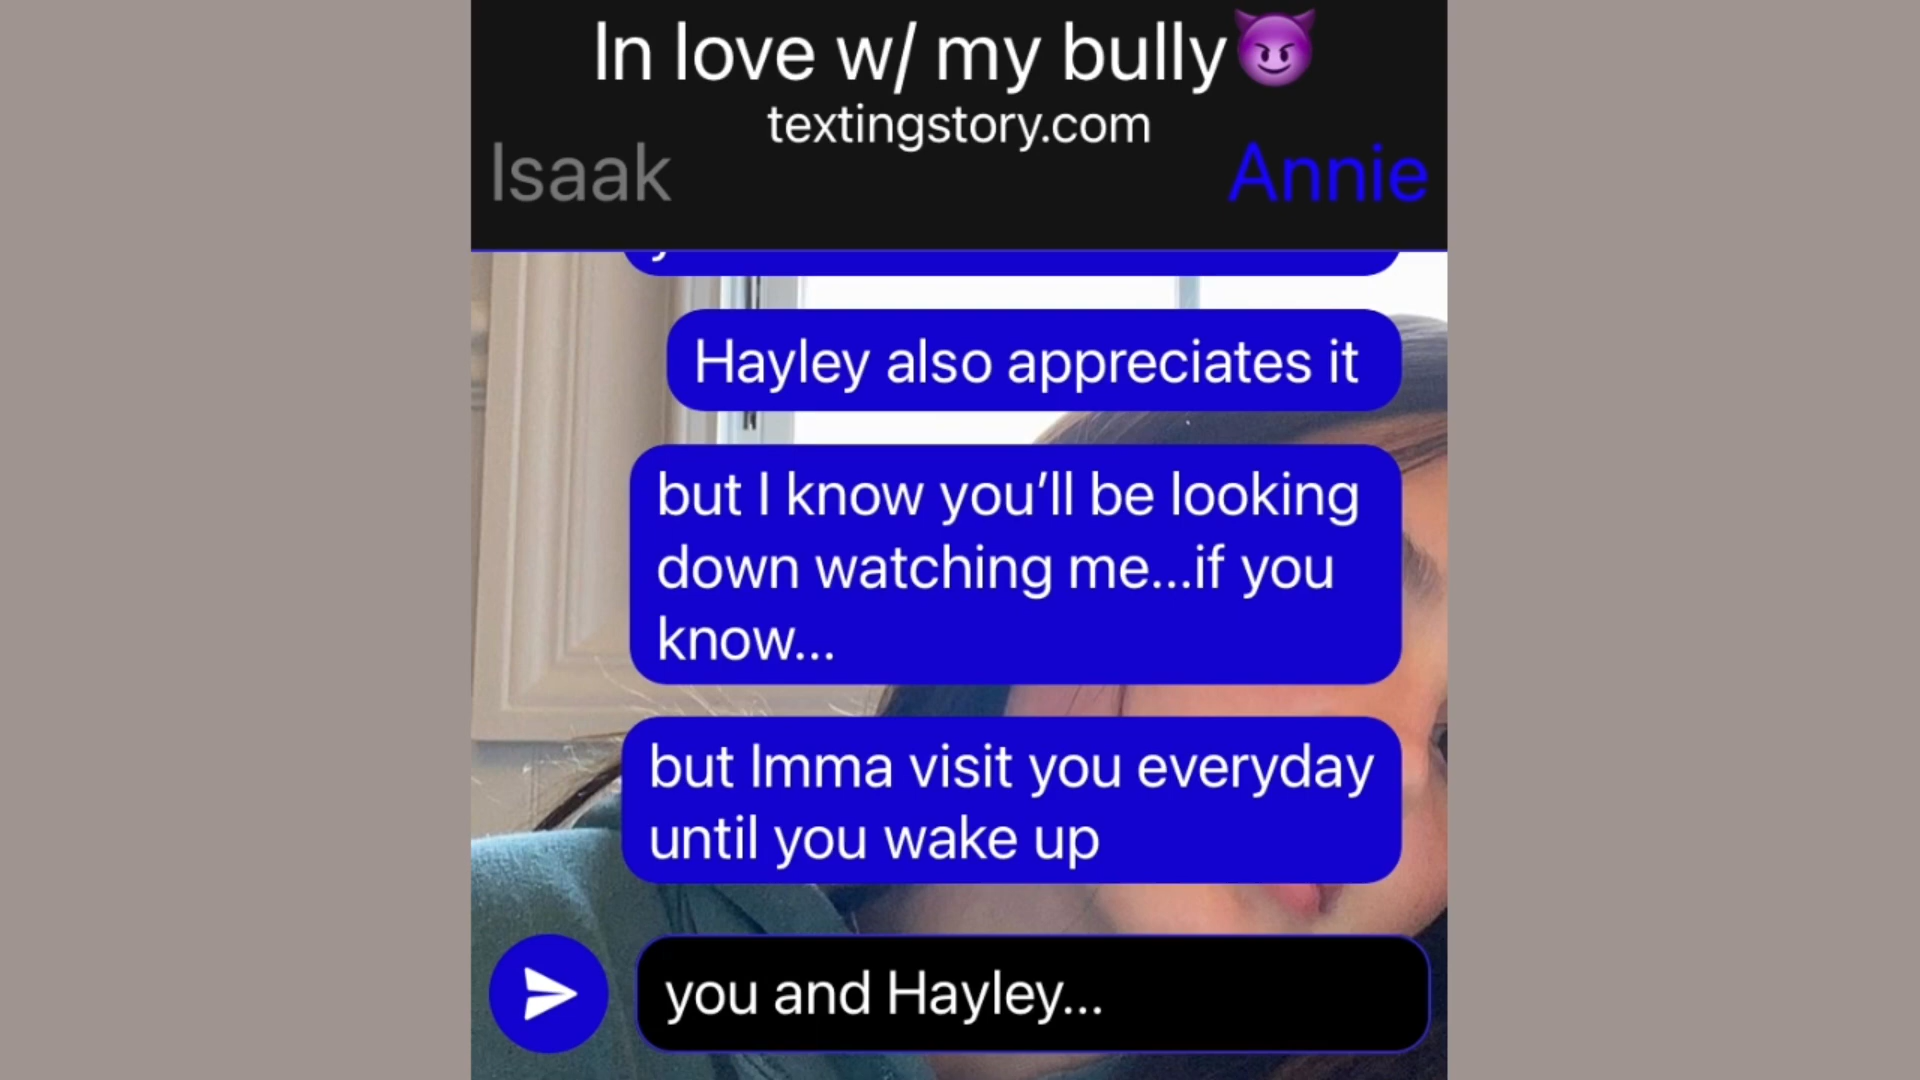 In love w/ my bully😈
textingstory.com
Isaak
Annie
Hayley also appreciates it
but I know you’ll be looking
down watching me...if you
know...
but Imma visit you everyday
until you wake up
you and Hayley...